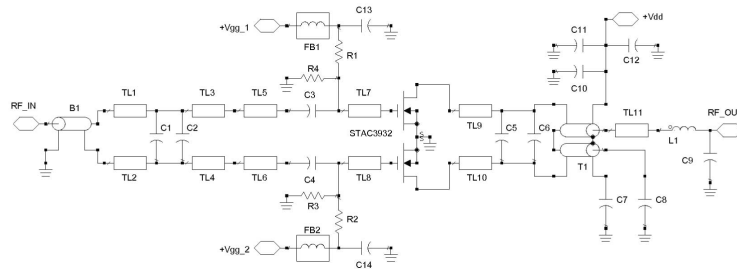 +Vgg_1
C13
FB1
R1
R4
+Vdd
C11
C12
C10
RF_IN
B1
TL1
TL3
TL5
C3
TL7
C1
C2
STAC3932
TL9
C5
C6
TL11
RF_OU
L1
C9
TL2
TL4
TL6
C4
TL8
TL10
T1
R3
R2
C7
C8
+Vgg_2
FB2
C14